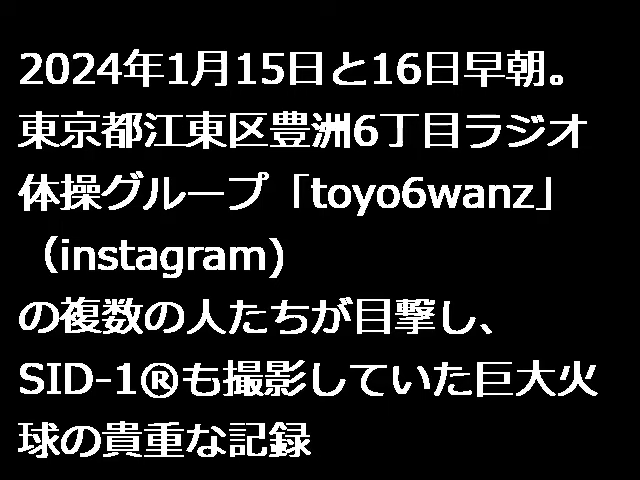 2024年1月15日と16日早朝。
東京都江東区豊洲6丁目ラジオ
体操グループ「toyo6wanz」
（instagram)
の複数の人たちが目撃し、
SID-1®も撮影していた巨大火
球の貴重な記録